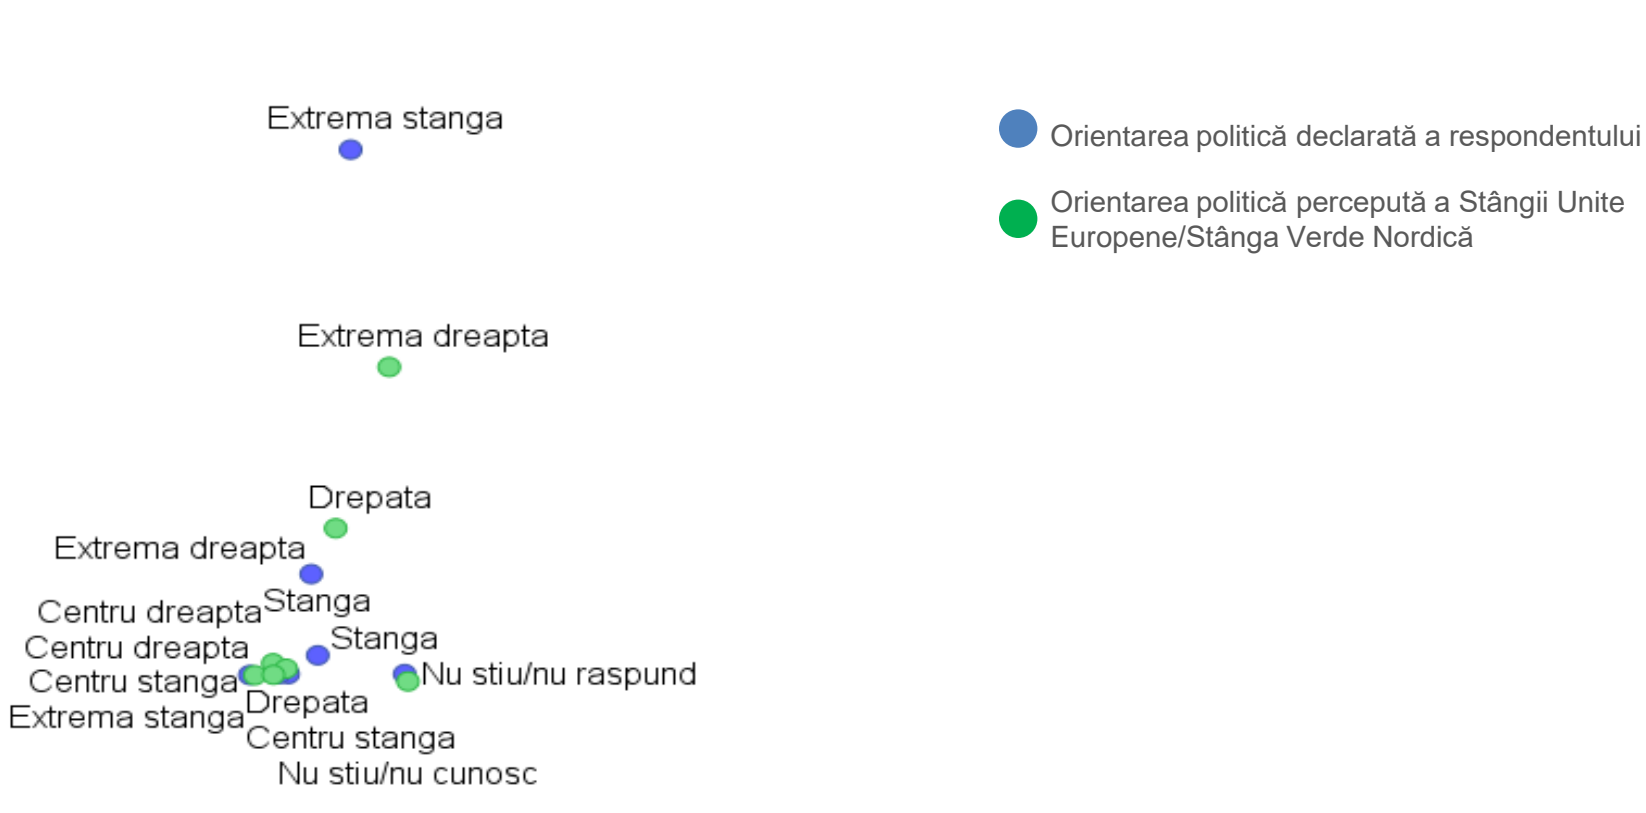 Extrema stanga
Orientarea politică declarată a respondentului
Orientarea politică percepută a Stângii Unite
Europene/Stânga Verde Nordică
Extrema dreapta
Drepata
Extrema dreapta
Stanga
Centru dreapta
Stanga
Centru dreapta
Nu stiu/nu raspund
Centru stanga
Drepata
Extrema stanga
Centru stanga
Nu stiu/nu cunosc